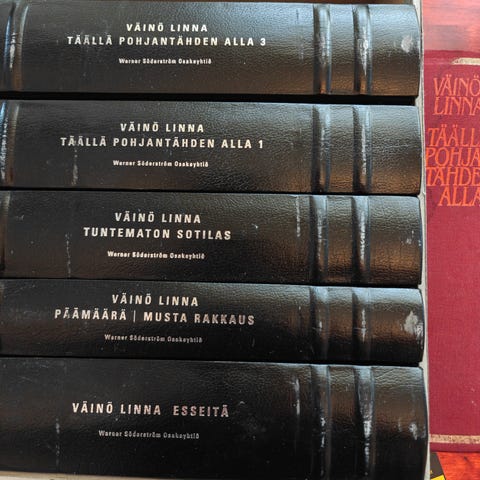 VÄINÖ LINNA
TÄÄLLÄ POHJANTÄHDEN ALLA 3
Werner Söderström Osakeyhtiö
VÄINÖ LINNA
TÄÄLLÄ POHJANTÄHDEN ALLA 1
Werner Söderström Osakeyhtiö
VÄINÖ LINNA
TUNTEMATON SOTILAS
Werner Söderström Osakeyhtiö
VÄINÖ LINNA
PÄÄMÄÄRÄ | MUSTA RAKKAUS
Werner Söderström Osakeyhtiö
VÄINÖ LINNA ESSEITÄ
Werner Söderström Osakeyhtiö
VÄINÖ
LINNA
TÄÄLLÄ
POHJAN
TÄHDEN
ALLA